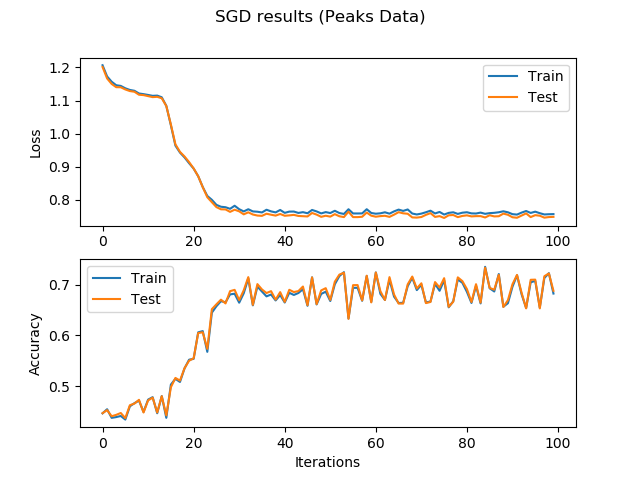 SGD results (Peaks Data)
Loss
1.2
1.1
1.0
0.9
0.8
Train
Test
0 20 40 60 80 100
Accuracy
0.7
0.6
0.5
Train
Test
0 20 40 60 80 100
Iterations